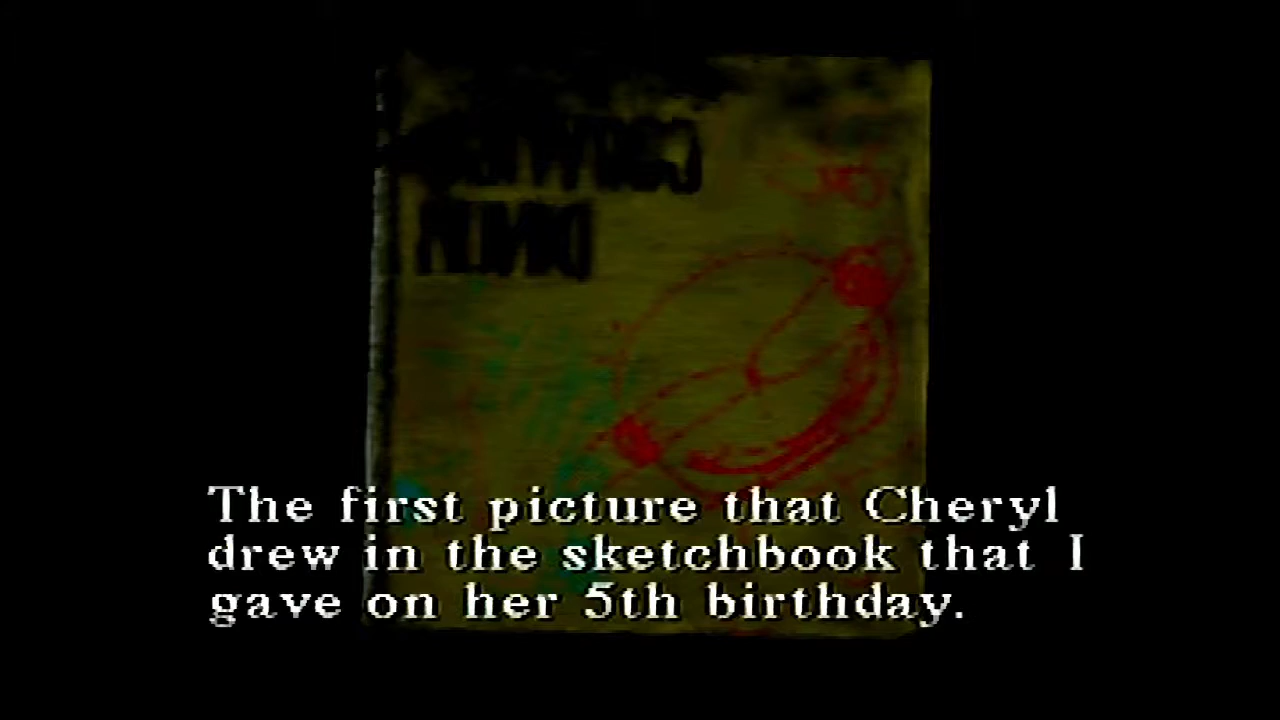 The first picture that Cheryl
drew in the sketchbook that I
gave on her 5th birthday.